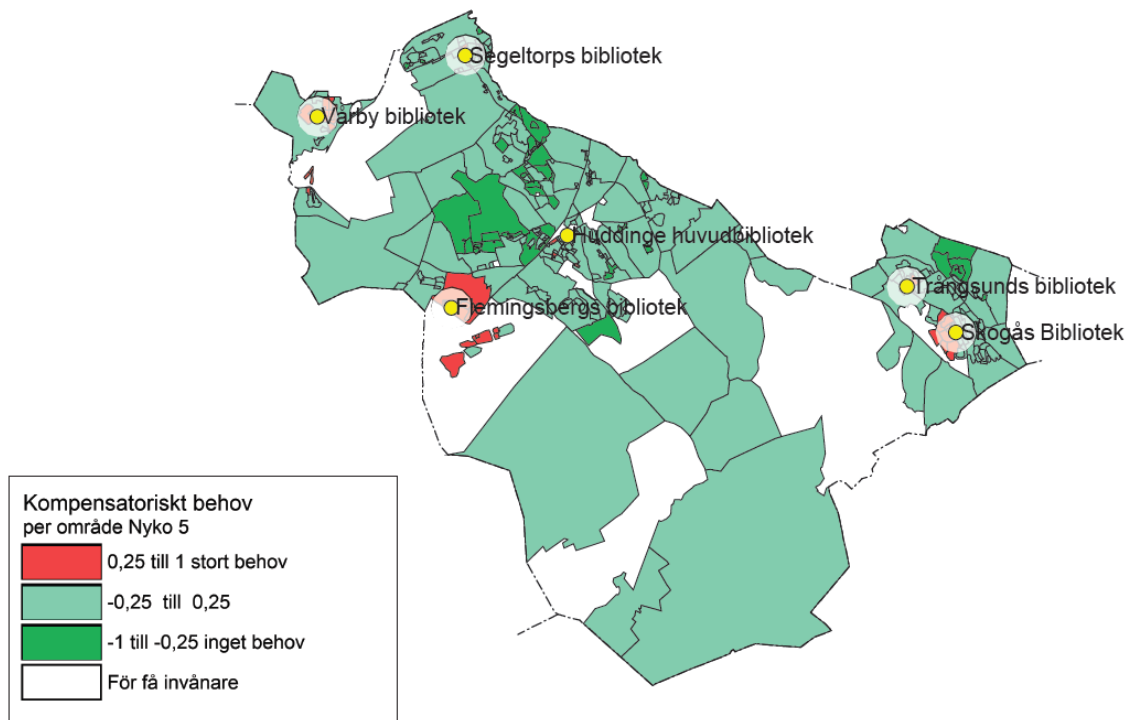 Segeltorps bibliotek
Vårby bibliotek
Huddinge huvudbibliotek
Trångsunds bibliotek
Flemingsbergs bibliotek
Skogås Bibliotek
Kompensatoriskt behov
per område Nyko 5
0,25 till 1 stort behov
-0,25 till 0,25
-1 till -0,25 inget behov
För få invånare